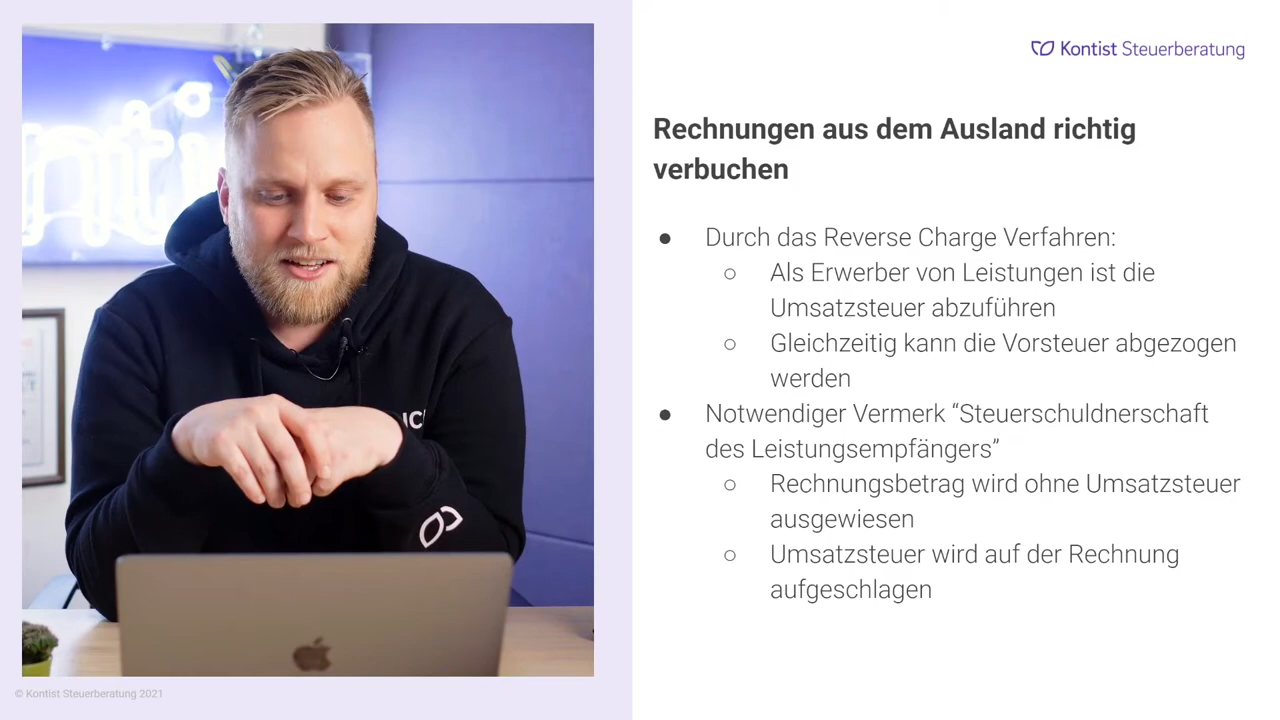 Kontist Steuerberatung
Rechnungen aus dem Ausland richtig
verbuchen
● Durch das Reverse Charge Verfahren:
○ Als Erwerber von Leistungen ist die
Umsatzsteuer abzuführen
○ Gleichzeitig kann die Vorsteuer abgezogen
werden
● Notwendiger Vermerk “Steuerschuldnerschaft
des Leistungsempfängers”
○ Rechnungsbetrag wird ohne Umsatzsteuer
ausgewiesen
○ Umsatzsteuer wird auf der Rechnung
aufgeschlagen
© Kontist Steuerberatung 2021